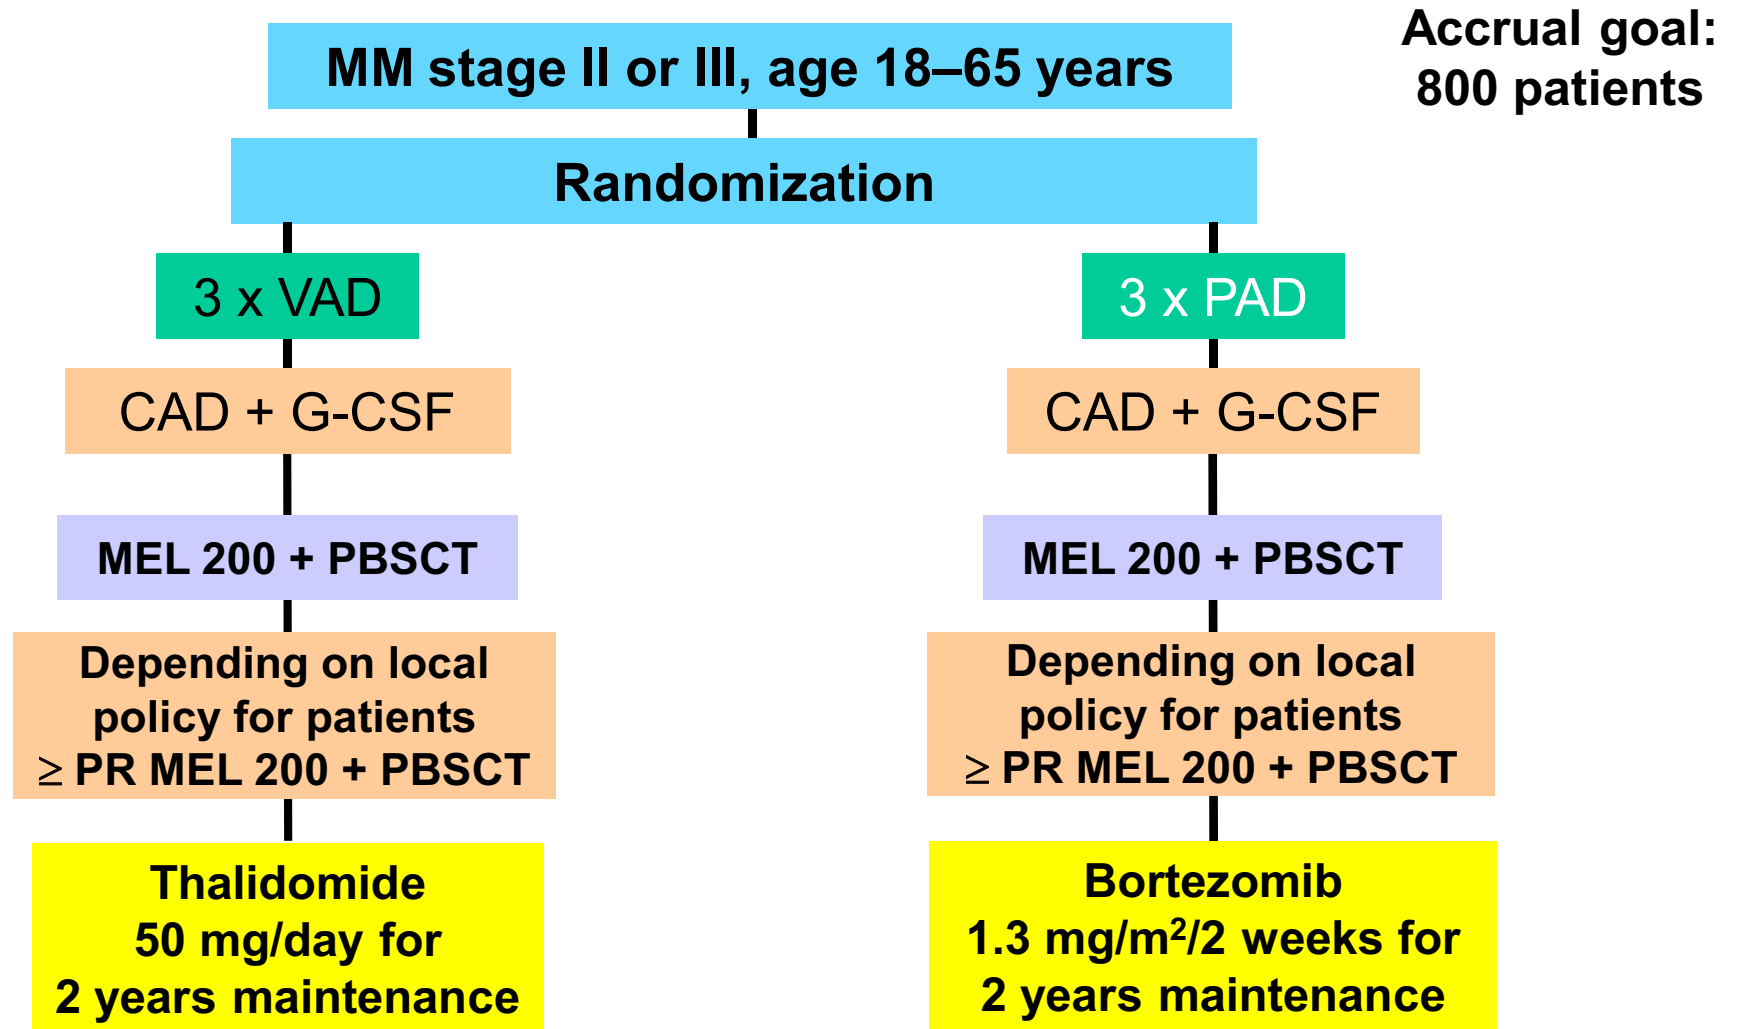 Accrual goal:
800 patients
MM stage II or III, age 18–65 years
Randomization
3 x VAD
3 x PAD
CAD + G-CSF
CAD + G-CSF
MEL 200 + PBSCT
MEL 200 + PBSCT
Depending on local
policy for patients
≥ PR MEL 200 + PBSCT
Depending on local
policy for patients
≥ PR MEL 200 + PBSCT
Thalidomide
50 mg/day for
2 years maintenance
Bortezomib
1.3 mg/m²/2 weeks for
2 years maintenance